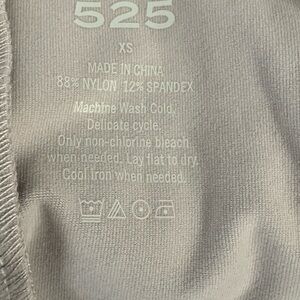 525
XS
MADE IN CHINA
88% NYLON 12% SPANDEX
Machine Wash Cold.
Delicate cycle.
Only non-chlorine bleach
when needed. Lay flat to dry.
Cool iron when needed.